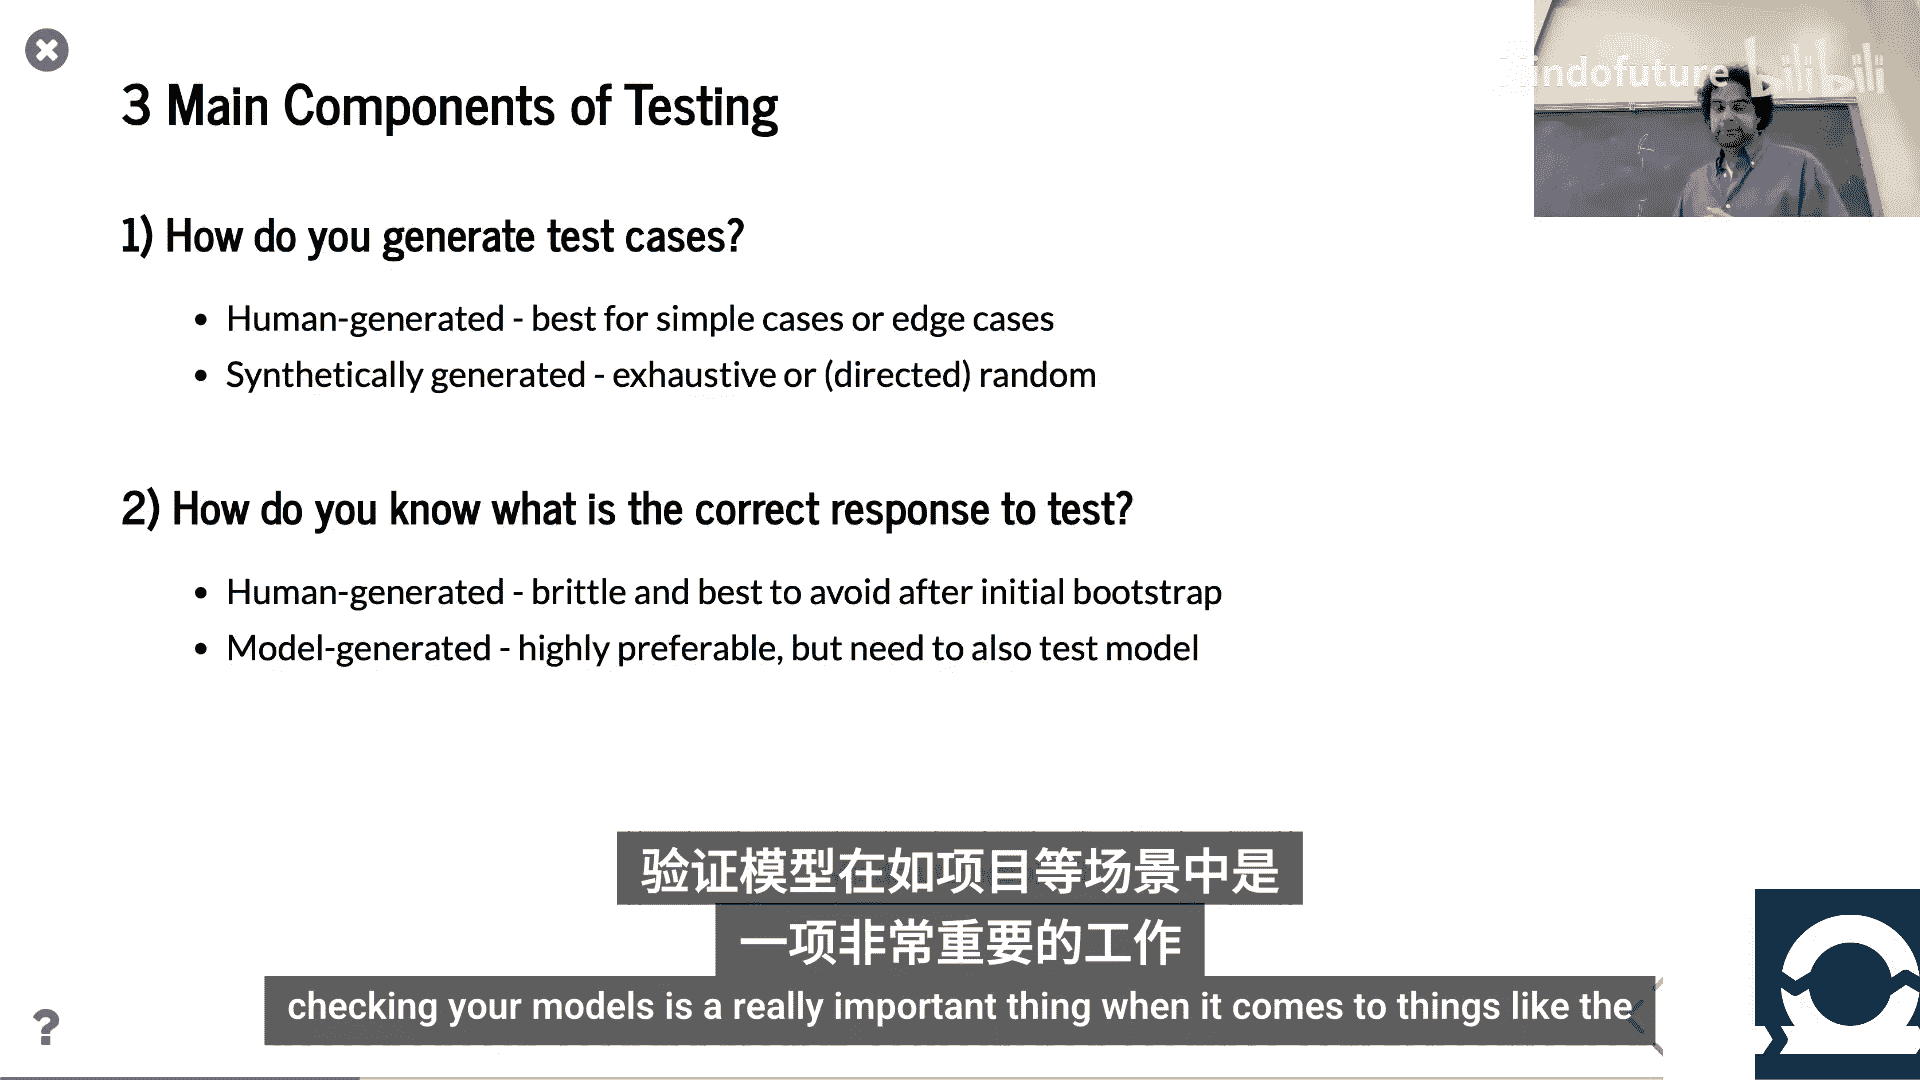 3 Main Components of Testing
indofuture bilibili
1) How do you generate test cases?
Human-generated - best for simple cases or edge cases
Synthetically generated - exhaustive or (directed) random
2) How do you know what is the correct response to test?
Human-generated - brittle and best to avoid after initial bootstrap
Model-generated - highly preferable, but need to also test model
验证模型在如项目等场景中是
一项非常重要的工作
checking your models is a really important thing when it comes to things like the
?